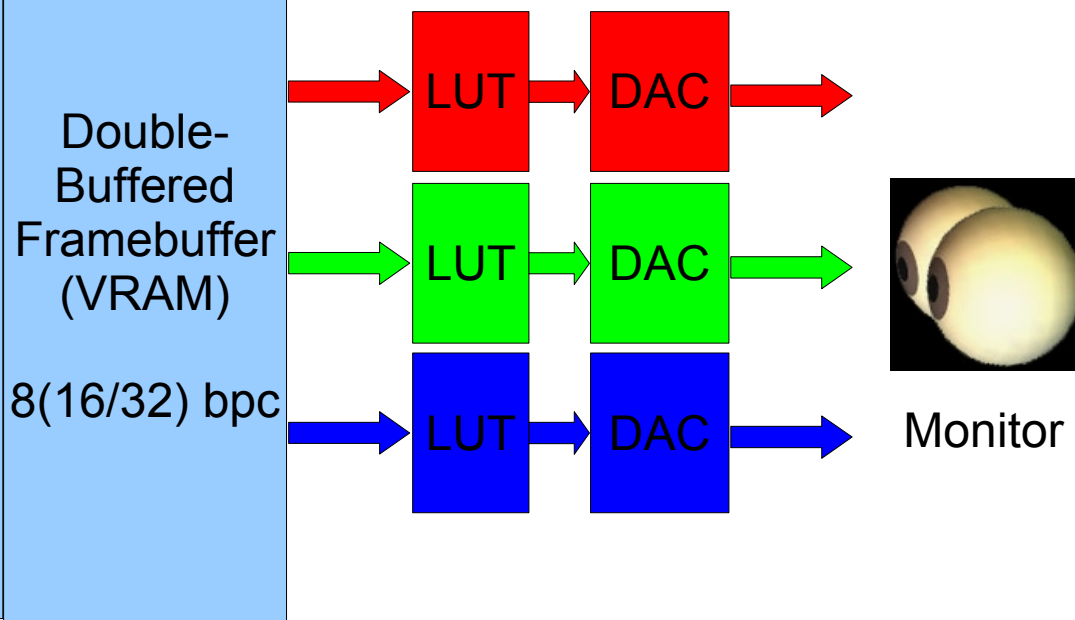 Double-
Buffered
Framebuffer
(VRAM)
8(16/32) bpc
LUT
DAC
LUT
DAC
LUT
DAC
Monitor